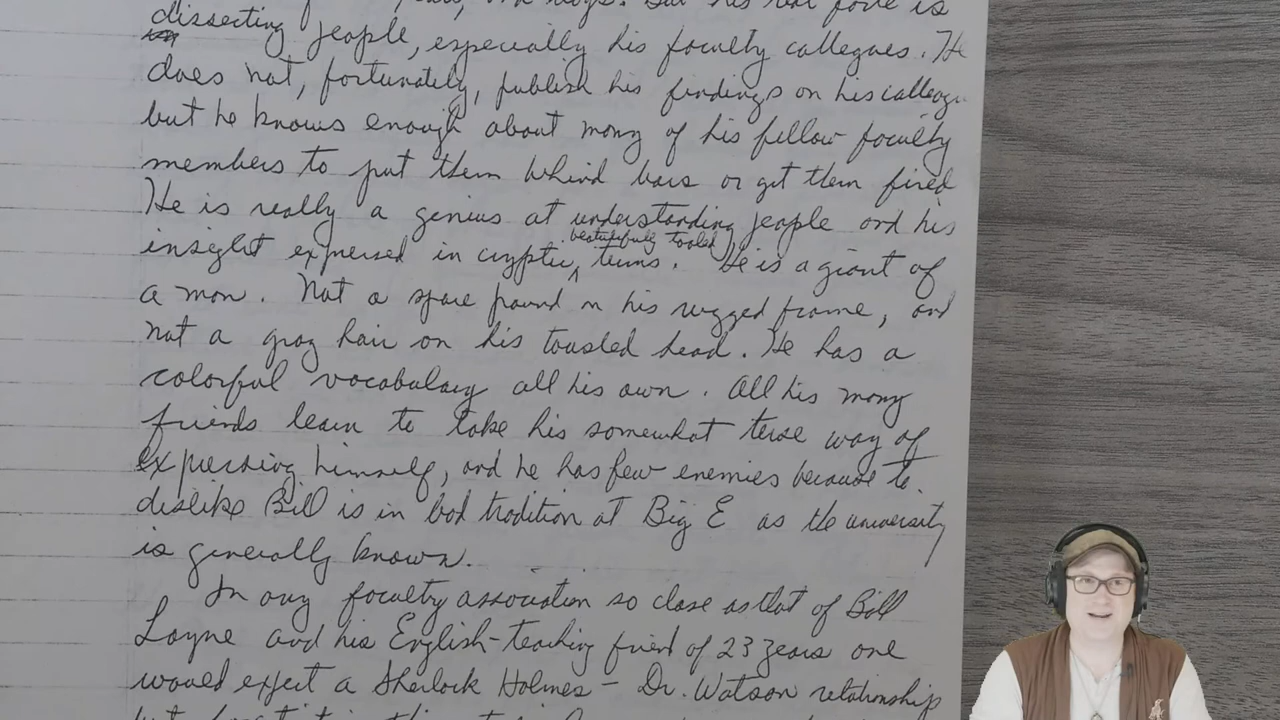 his real forte is
dissecting people, especially his faculty collegues. He
does not, fortunately, publish his findings on his
but he knows enough about many of his fellow faculty
members to put them behind bars or get them fired
He is really a genius at understanding people and his
beautifully tooled
insight expressed in cryptic terms. He is a giant of
a man. Not a spare pound on his rugged frame, and
not a gray hair on his tousled head. He has a
colorful vocabulary all his own. All his many
friends learn to take his somewhat terse way of
expressing himself, and he has few enemies because to
dislike Bill is in bad tradition at Big E as the university
is generally known.
In any faculty association so close as that of Bill
Layne and his English-teaching friend of 23 years one
would expect a Sherlock Holmes - Dr. Watson relationship